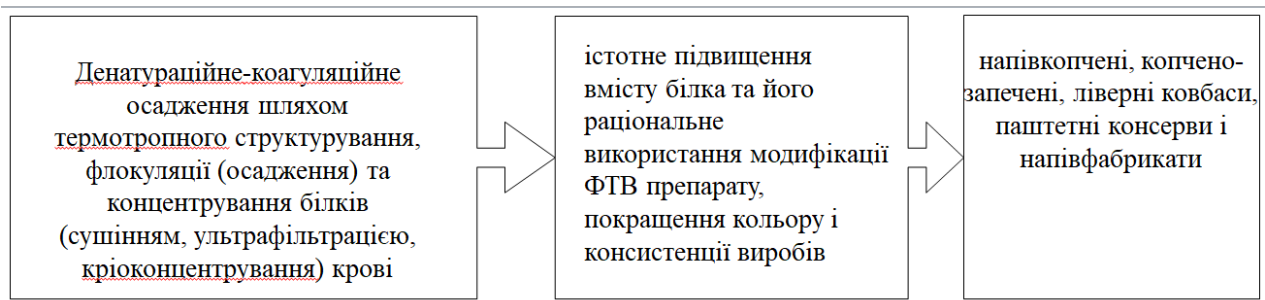 Денатураційне-коагуляційне
осадження шляхом
термотропного структурування,
флокуляції (осадження) та
концентрування білків
(сушінням, ультрафільтрацією,
кріоконцентрування) крові
істотне підвищення
вмісту білка та його
раціональне
використання модифікації
ФТВ препарату,
покращення кольору і
консистенції виробів
напівкопчені, копчено-
запечені, ліверні ковбаси,
паштетні консерви і
напівфабрикати